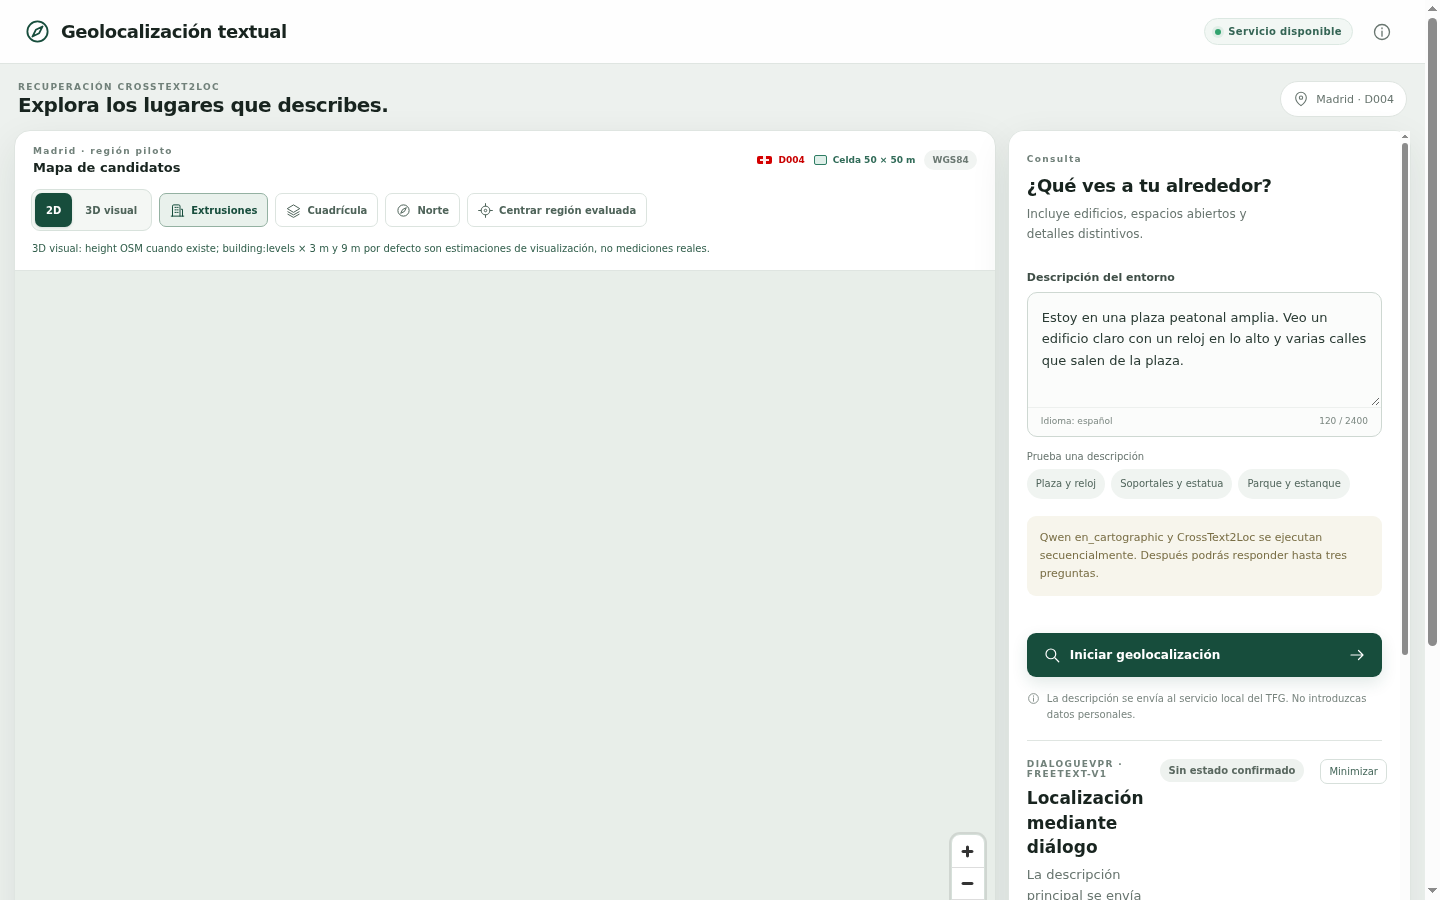 Geolocalización textual
Servicio disponible
RECUPERACIÓN CROSSTEXT2LOC
Explora los lugares que describes.
Madrid · D004
Madrid · región piloto
Mapa de candidatos
D004
Celda 50 × 50 m
WGS84
2D
3D visual
Extrusiones
Cuadrícula
Norte
Centrar región evaluada
3D visual: height OSM cuando existe; building:levels × 3 m y 9 m por defecto son estimaciones de visualización, no mediciones reales.
Consulta
¿Qué ves a tu alrededor?
Incluye edificios, espacios abiertos y
detalles distintivos.
Descripción del entorno
Estoy en una plaza peatonal amplia. Veo un
edificio claro con un reloj en lo alto y varias calles
que salen de la plaza.
Idioma: español
120 / 2400
Prueba una descripción
Plaza y reloj
Soportales y estatua
Parque y estanque
Qwen en_cartographic y CrossText2Loc se ejecutan
secuencialmente. Después podrás responder hasta tres
preguntas.
Iniciar geolocalización
La descripción se envía al servicio local del TFG. No introduzcas
datos personales.
DIALOGUEVPR ·
FREETEXT-V1
Sin estado confirmado
Minimizar
Localización
mediante
diálogo
La descripción
principal se envía